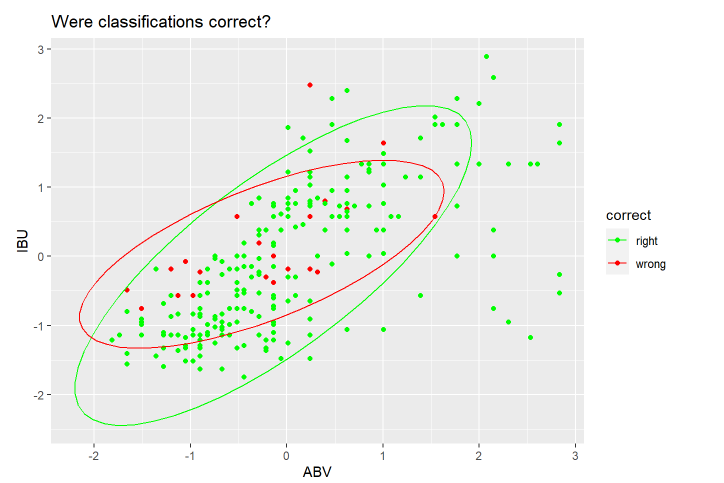 Were classifications correct?
3
2
1
0
-1
-2
IBU
-2
-1
0
1
2
3
ABV
correct
right
wrong